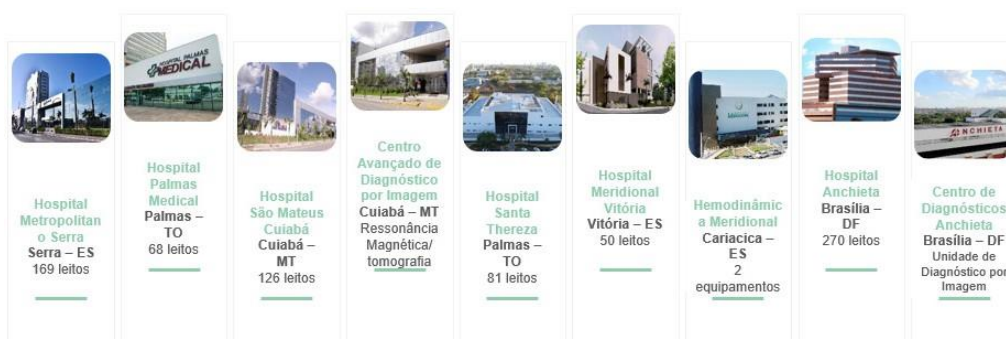 HOSPITAL PALMAS
MEDICAL
ANCHIETA
Hospital
Metropolitan
o Serra
Serra – ES
169 leitos
Hospital
Palmas
Medical
Palmas –
TO
68 leitos
Hospital
São Mateus
Cuiabá
Cuiabá –
MT
126 leitos
Centro
Avançado de
Diagnóstico
por Imagem
Cuiabá – MT
Ressonância
Magnética/
tomografia
Hospital
Santa
Thereza
Palmas –
TO
81 leitos
Hospital
Meridional
Vitória
Vitória – ES
50 leitos
Hemodinâmic
a Meridional
Cariacica –
ES
2
equipamentos
Hospital
Anchieta
Brasília –
DF
270 leitos
Centro de
Diagnósticos
Anchieta
Brasília – DF
Unidade de
Diagnóstico por
Imagem